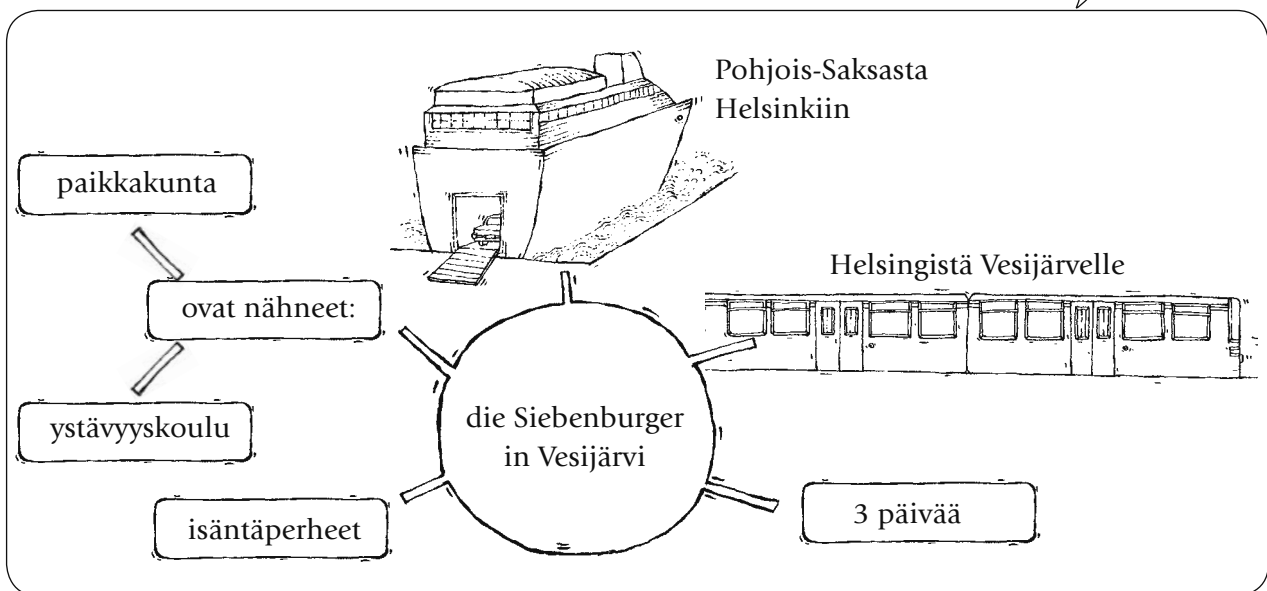 Pohjois-Saksasta
Helsinkiin
paikkakunta
Helsingistä Vesijärvelle
ovat nähneet:
die Siebenburger
in Vesijärvi
ystävyyskoulu
3 päivää
isäntäperheet